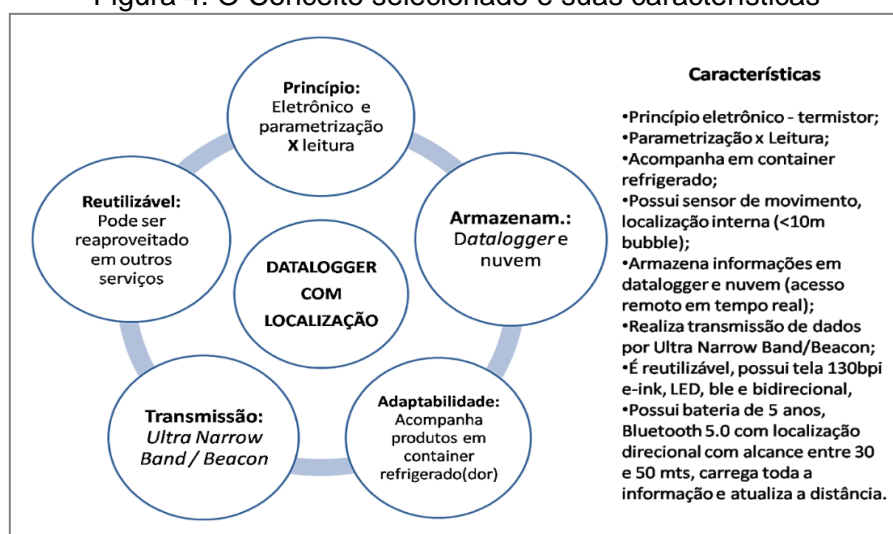 Figura 4: O Conceito selecionado e suas características
Princípio:
Eletrônico e
parametrização
X leitura
Armazenam.:
Datalogger e
nuvem
Adaptabilidade:
Acompanha
produtos em
container
refrigerado(dor)
Transmissão:
Ultra Narrow
Band / Beacon
Reutilizável:
Pode ser
reaproveitado
em outros
serviços
DATALOGGER
COM
LOCALIZAÇÃO
Características
•Princípio eletrônico - termistor;
•Parametrização x Leitura;
•Acompanha em container
refrigerado;
•Possui sensor de movimento,
localização interna (<10m
bubble);
•Armazena informações em
datalogger e nuvem (acesso
remoto em tempo real);
•Realiza transmissão de dados
por Ultra Narrow Band/Beacon;
•É reutilizável, possui tela 130bpi
e-ink, LED, ble e bidirecional,
•Possui bateria de 5 anos,
Bluetooth 5.0 com localização
direcional com alcance entre 30
e 50 mts, carrega toda a
informação e atualiza a distância.